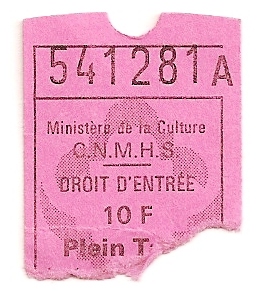 541281A
Ministère de la Culture
C.N.M.H.S.
DROIT D'ENTRÉE
10 F
Plein T